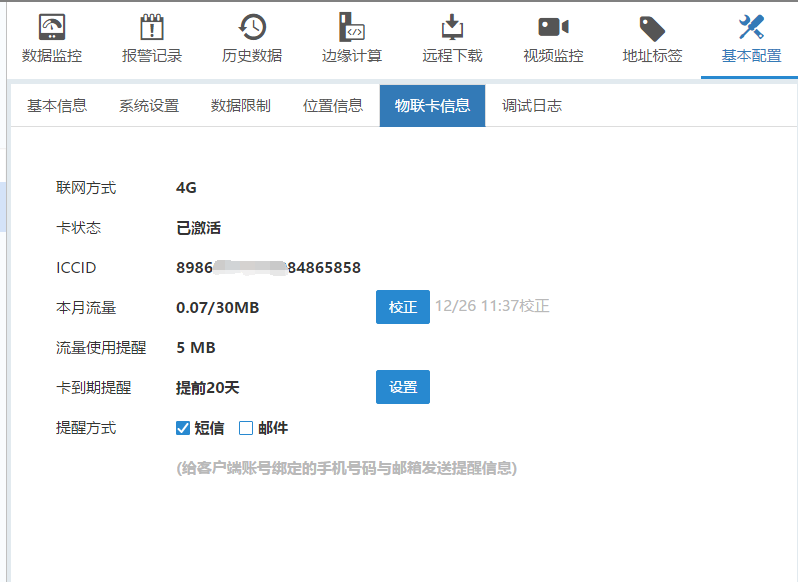 数据监控 报警记录 历史数据 边缘计算 远程下载 视频监控 地址标签 基本配置
基本信息 系统设置 数据限制 位置信息 物联卡信息 调试日志
联网方式 4G
卡状态 已激活
ICCID 8986 84865858
本月流量 0.07/30MB 校正 12/26 11:37校正
流量使用提醒 5 MB
卡到期提醒 提前20天 设置
提醒方式 短信 邮件
(给客户端账号绑定的手机号码与邮箱发送提醒信息)